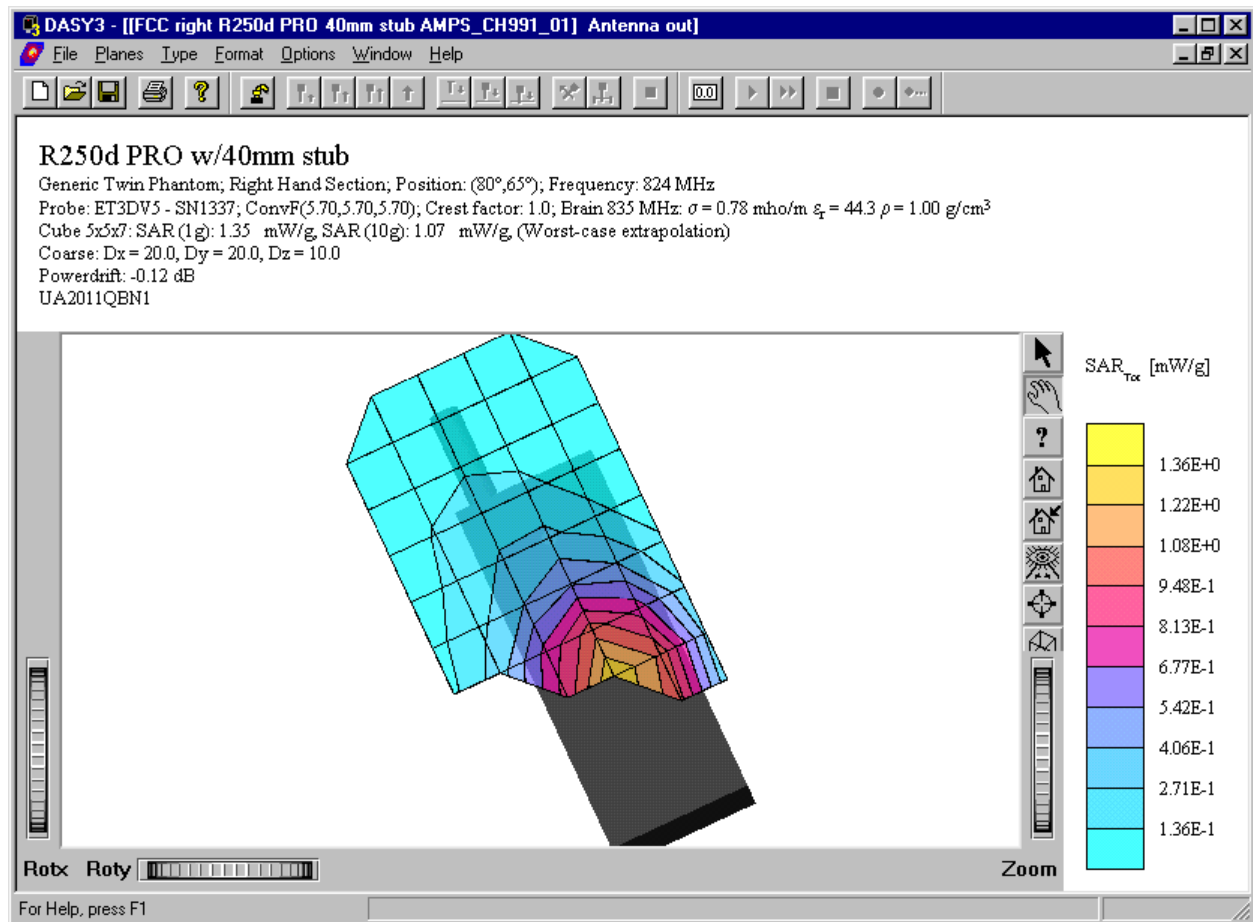 DASY3 - [[FCC right R250d PRO 40mm stub AMPS_CH991_01] Antenna out]
File Planes Type Format Options Window Help
0.0
R250d PRO w/40mm stub
Generic Twin Phantom; Right Hand Section; Position: (80°,65°); Frequency: 824 MHz
Probe: ET3DV5 - SN1337; ConvF(5.70,5.70,5.70); Crest factor: 1.0; Brain 835 MHz: σ = 0.78 mho/m εr = 44.3 ρ = 1.00 g/cm³
Cube 5x5x7: SAR (1g): 1.35 mW/g, SAR (10g): 1.07 mW/g, (Worst-case extrapolation)
Coarse: Dx = 20.0, Dy = 20.0, Dz = 10.0
Powerdrift: -0.12 dB
UA2011QBN1
SARTot [mW/g]
1.36E+0
1.22E+0
1.08E+0
9.48E-1
8.13E-1
6.77E-1
5.42E-1
4.06E-1
2.71E-1
1.36E-1
Rotx Roty Zoom
For Help, press F1